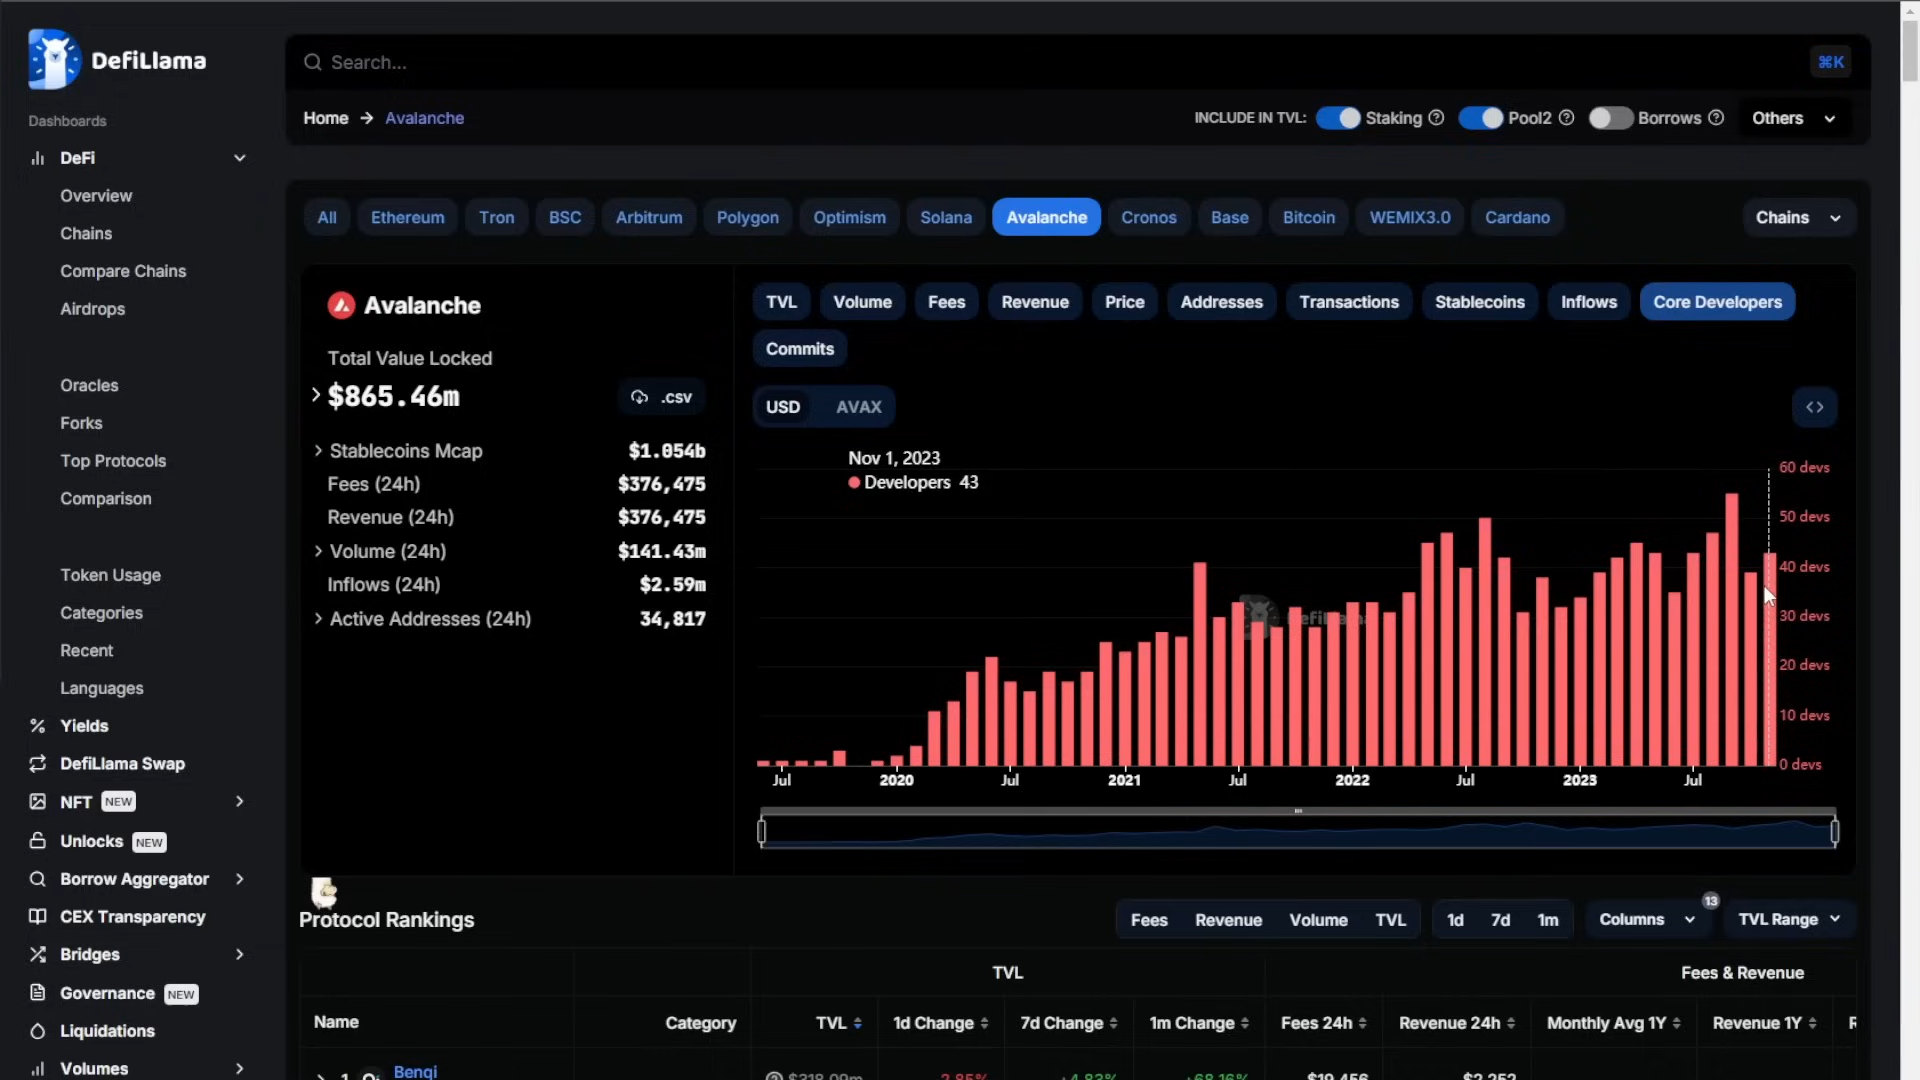 DefiLlama
Search...
⌘K
Home → Avalanche
INCLUDE IN TVL: Staking Pool2 Borrows Others
Dashboards
DeFi
Overview
Chains
Compare Chains
Airdrops
Oracles
Forks
Top Protocols
Comparison
Token Usage
Categories
Recent
Languages
Yields
DefiLlama Swap
NFT NEW
Unlocks NEW
Borrow Aggregator
CEX Transparency
Bridges
Governance NEW
Liquidations
Volumes
All Ethereum Tron BSC Arbitrum Polygon Optimism Solana Avalanche Cronos Base Bitcoin WEMIX3.0 Cardano Chains
Avalanche
Total Value Locked
$865.46m .csv
Stablecoins Mcap $1.054b
Fees (24h) $376,475
Revenue (24h) $376,475
Volume (24h) $141.43m
Inflows (24h) $2.59m
Active Addresses (24h) 34,817
TVL Volume Fees Revenue Price Addresses Transactions Stablecoins Inflows Core Developers
Commits
USD AVAX
Nov 1, 2023
Developers 43
60 devs
50 devs
40 devs
30 devs
20 devs
10 devs
0 devs
Jul 2020 Jul 2021 Jul 2022 Jul 2023 Jul
Protocol Rankings
Fees Revenue Volume TVL 1d 7d 1m Columns 13 TVL Range
TVL Fees & Revenue
Name Category TVL 1d Change 7d Change 1m Change Fees 24h Revenue 24h Monthly Avg 1Y Revenue 1Y
1 Benqi